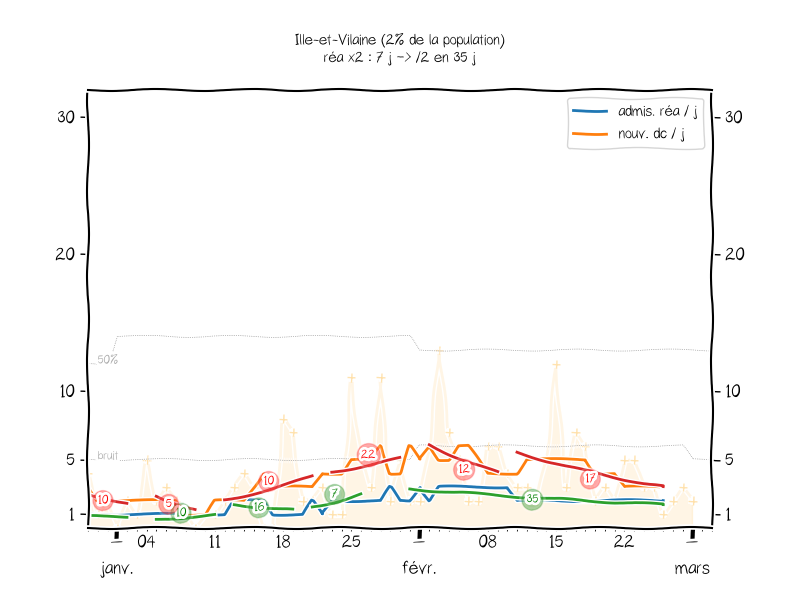 Ille-et-Vilaine (2% de la population)
réa x2 : 7 j -> /2 en 35 j
admis. réa / j
nouv. dc / j
30 30
20 20
50%
10 10
bruit
5 5
22
12
17
10
10
5
10
16
7
35
1 1
04 11 18 25 08 15 22
janv. févr. mars